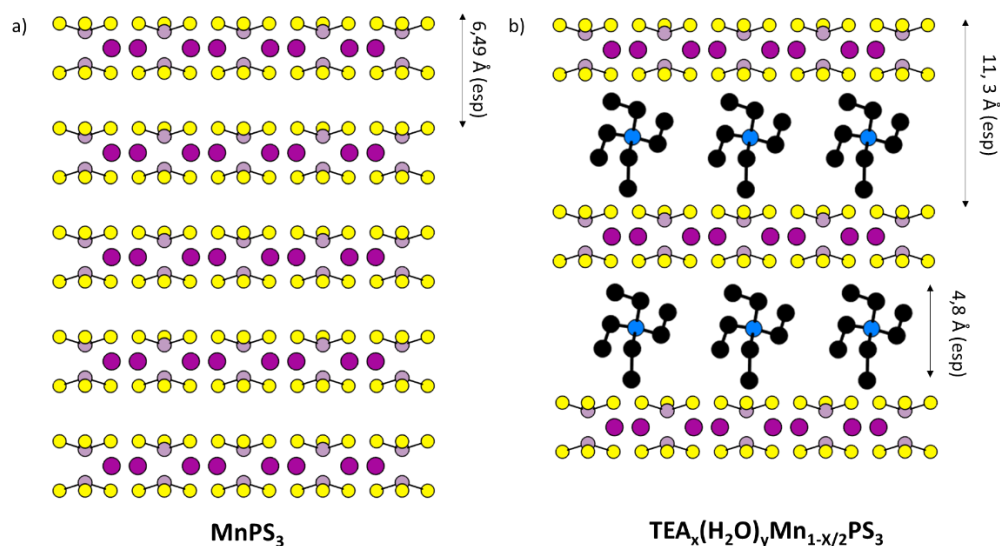 a)
6,49 Å (esp)
MnPS3
b)
11, 3 Å (esp)
4,8 Å (esp)
TEAx(H2O)yMn1-X/2PS3